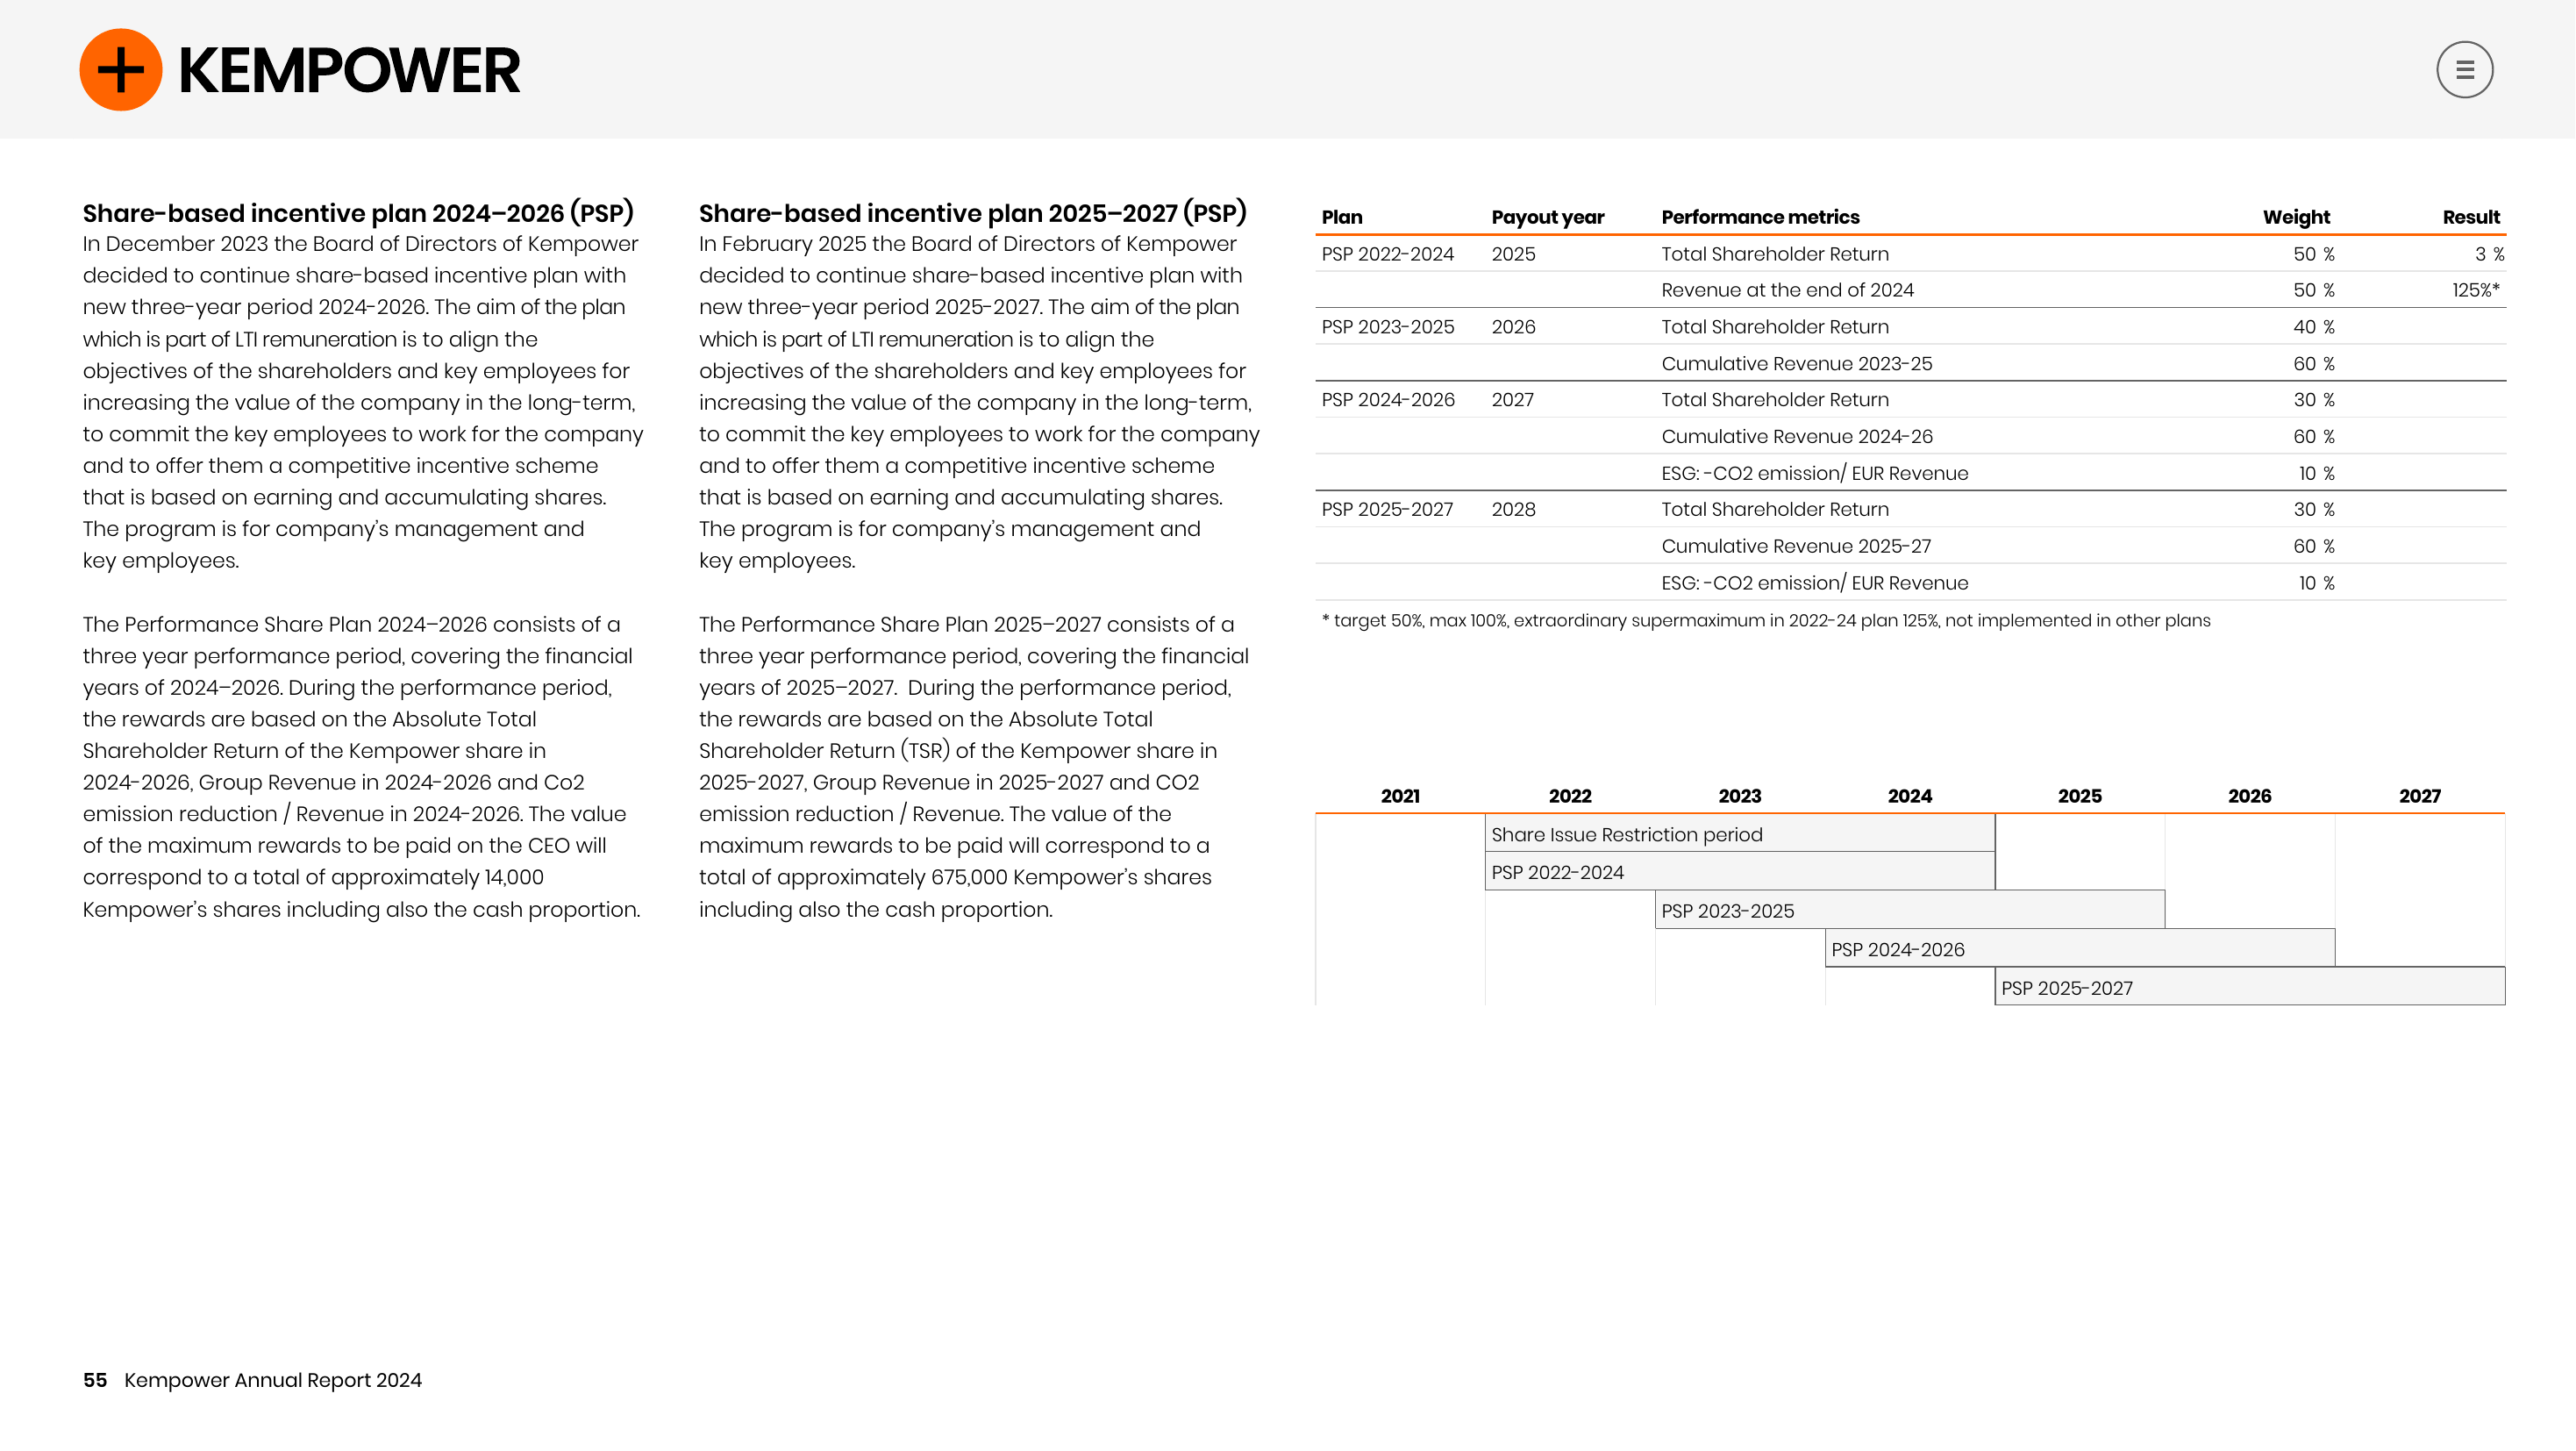 KEMPOWER
Share-based incentive plan 2024–2026 (PSP)
In December 2023 the Board of Directors of Kempower
decided to continue share-based incentive plan with
new three-year period 2024-2026. The aim of the plan
which is part of LTI remuneration is to align the
objectives of the shareholders and key employees for
increasing the value of the company in the long-term,
to commit the key employees to work for the company
and to offer them a competitive incentive scheme
that is based on earning and accumulating shares.
The program is for company’s management and
key employees.
The Performance Share Plan 2024–2026 consists of a
three year performance period, covering the financial
years of 2024–2026. During the performance period,
the rewards are based on the Absolute Total
Shareholder Return of the Kempower share in
2024-2026, Group Revenue in 2024-2026 and Co2
emission reduction / Revenue in 2024-2026. The value
of the maximum rewards to be paid on the CEO will
correspond to a total of approximately 14,000
Kempower’s shares including also the cash proportion.
Share-based incentive plan 2025–2027 (PSP)
In February 2025 the Board of Directors of Kempower
decided to continue share-based incentive plan with
new three-year period 2025-2027. The aim of the plan
which is part of LTI remuneration is to align the
objectives of the shareholders and key employees for
increasing the value of the company in the long-term,
to commit the key employees to work for the company
and to offer them a competitive incentive scheme
that is based on earning and accumulating shares.
The program is for company’s management and
key employees.
The Performance Share Plan 2025–2027 consists of a
three year performance period, covering the financial
years of 2025–2027. During the performance period,
the rewards are based on the Absolute Total
Shareholder Return (TSR) of the Kempower share in
2025-2027, Group Revenue in 2025-2027 and CO2
emission reduction / Revenue. The value of the
maximum rewards to be paid will correspond to a
total of approximately 675,000 Kempower’s shares
including also the cash proportion.
Plan Payout year Performance metrics Weight Result
PSP 2022-2024 2025 Total Shareholder Return 50 % 3 %
Revenue at the end of 2024 50 % 125%*
PSP 2023-2025 2026 Total Shareholder Return 40 %
Cumulative Revenue 2023-25 60 %
PSP 2024-2026 2027 Total Shareholder Return 30 %
Cumulative Revenue 2024-26 60 %
ESG: -CO2 emission/ EUR Revenue 10 %
PSP 2025-2027 2028 Total Shareholder Return 30 %
Cumulative Revenue 2025-27 60 %
ESG: -CO2 emission/ EUR Revenue 10 %
* target 50%, max 100%, extraordinary supermaximum in 2022-24 plan 125%, not implemented in other plans
2021 2022 2023 2024 2025 2026 2027
Share Issue Restriction period
PSP 2022-2024
PSP 2023-2025
PSP 2024-2026
PSP 2025-2027
55 Kempower Annual Report 2024